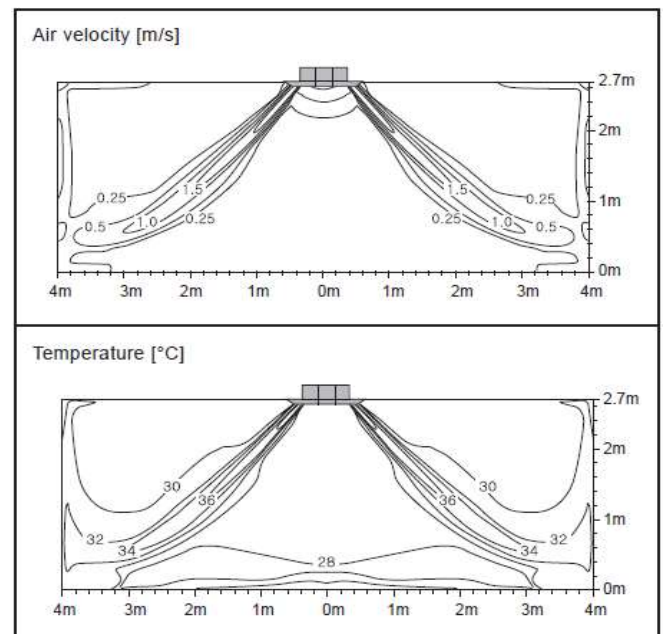 Air velocity [m/s]
2.7m
2m
1.5 1.5
0.25 0.25
1m
0.5 1.0 0.25 0.25 1.0 0.5
0m
4m 3m 2m 1m 0m 1m 2m 3m 4m
Temperature [°C]
2.7m
2m
30 30
36 36
1m
32 32
34 34
28
0m
4m 3m 2m 1m 0m 1m 2m 3m 4m